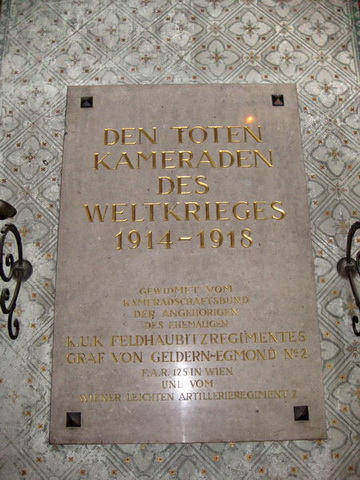 DEN TOTEN
KAMERADEN
DES
WELTKRIEGES
1914-1918
GEWIDMET VOM
KAMERADSCHAFTSBUND
DER ANGEHÖRIGEN
DES EHEMALIGEN
K.U.K FELDHAUBITZREGIMENTES
GRAF VON GELDERN-EGMOND Nº 2
F.A.R. 125 IN WIEN
UND VOM
WIENER LEICHTEN ARTILLERIEREGIMENT 2